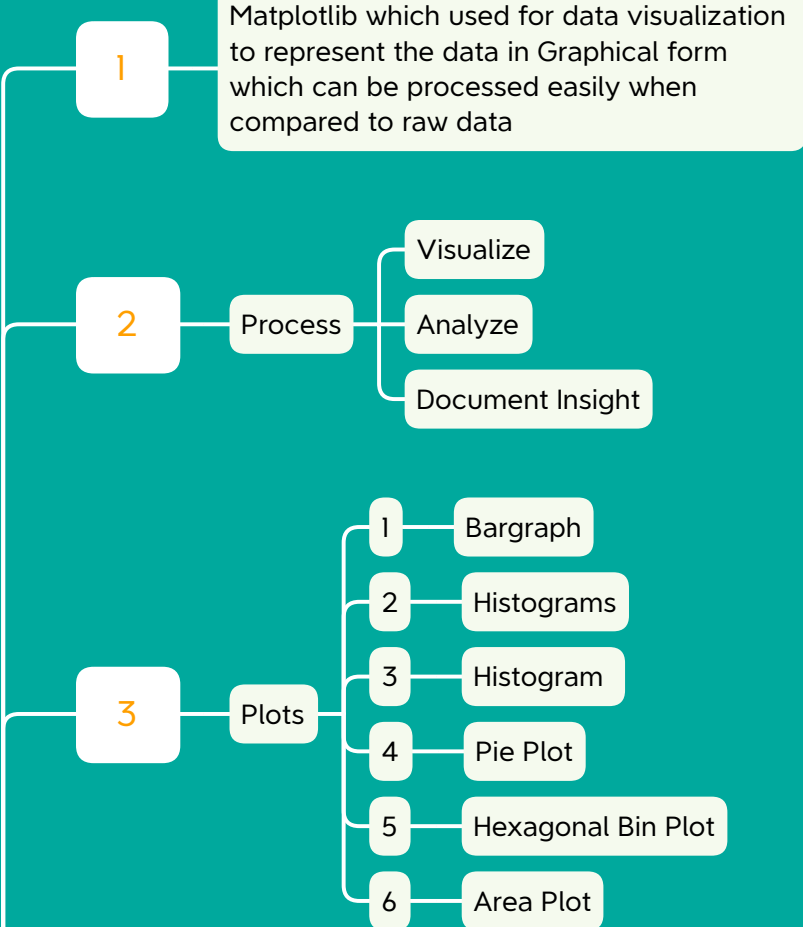 Matplotlib which used for data visualization
to represent the data in Graphical form
which can be processed easily when
compared to raw data
1
2
Process
Visualize
Analyze
Document Insight
3
Plots
1
Bargraph
2
Histograms
3
Histogram
4
Pie Plot
5
Hexagonal Bin Plot
6
Area Plot